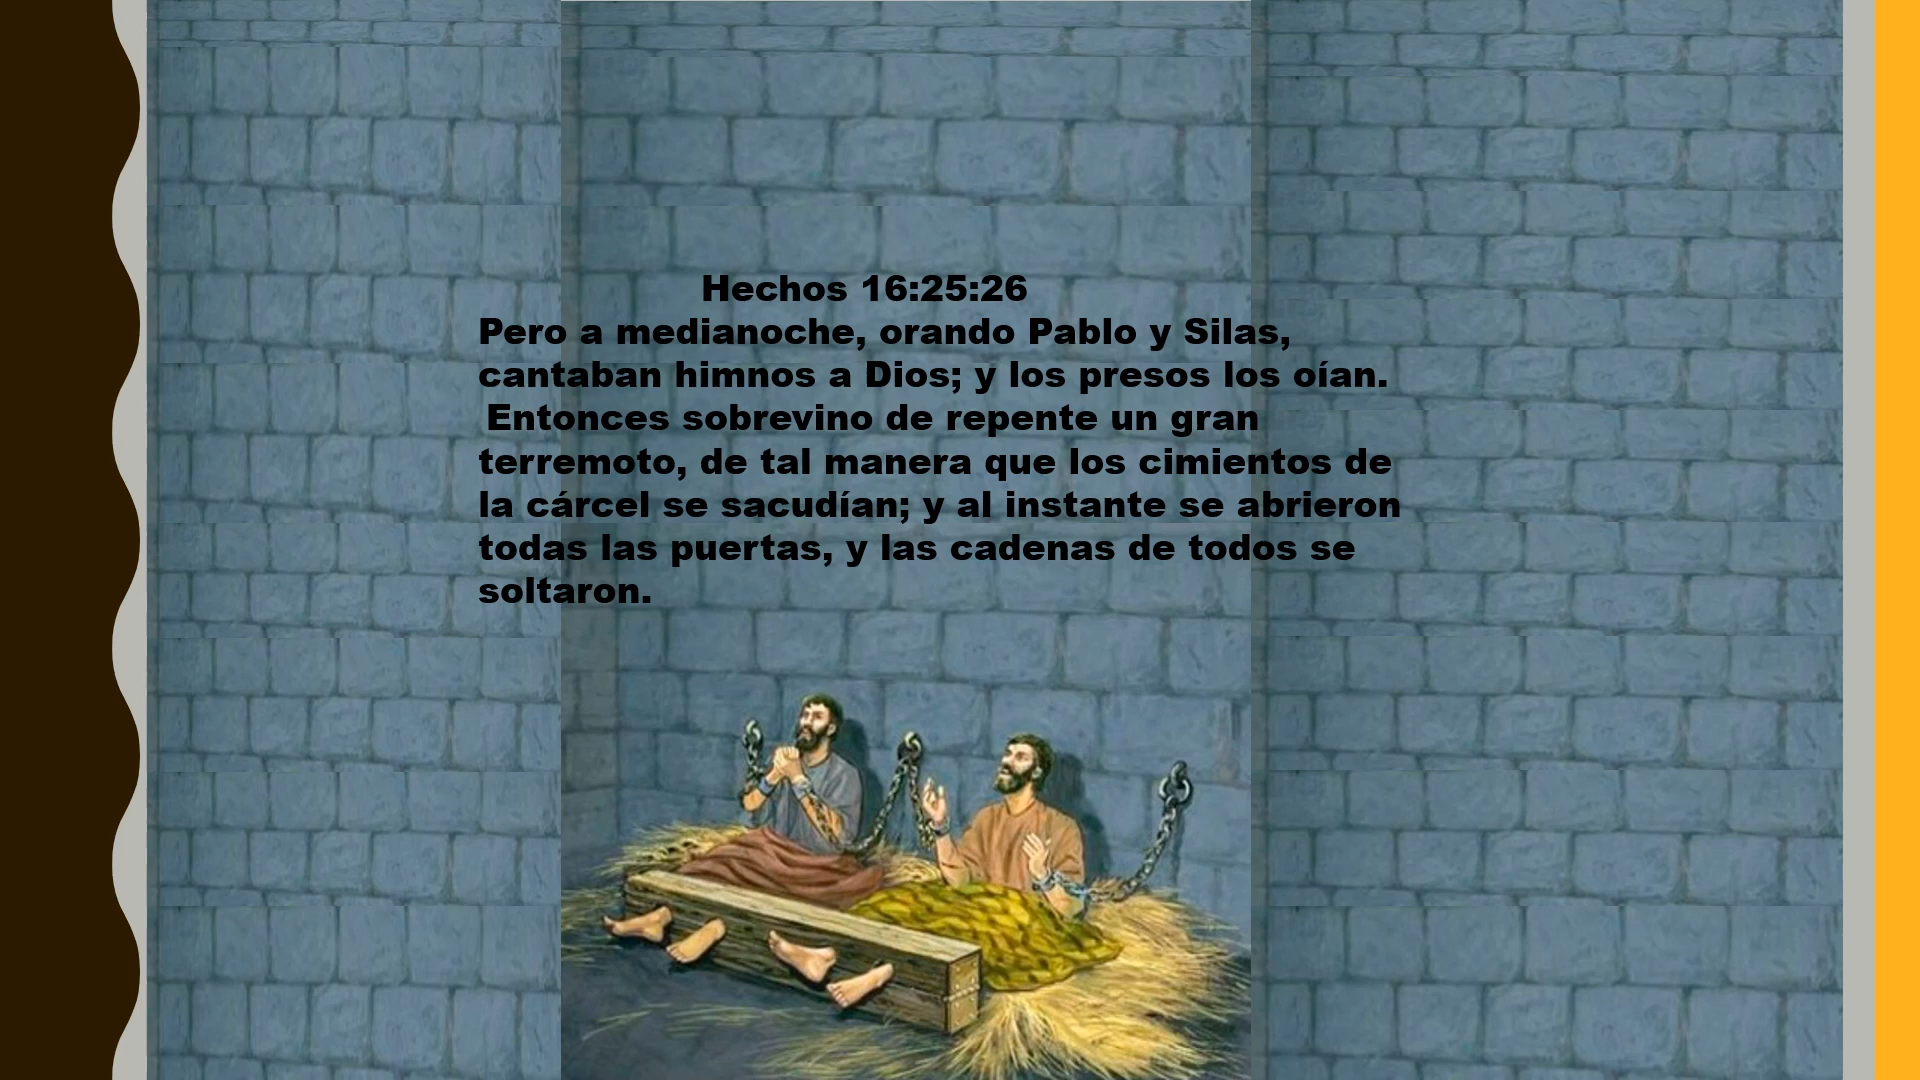 Hechos 16:25:26
Pero a medianoche, orando Pablo y Silas,
cantaban himnos a Dios; y los presos los oían.
Entonces sobrevino de repente un gran
terremoto, de tal manera que los cimientos de
la cárcel se sacudían; y al instante se abrieron
todas las puertas, y las cadenas de todos se
soltaron.